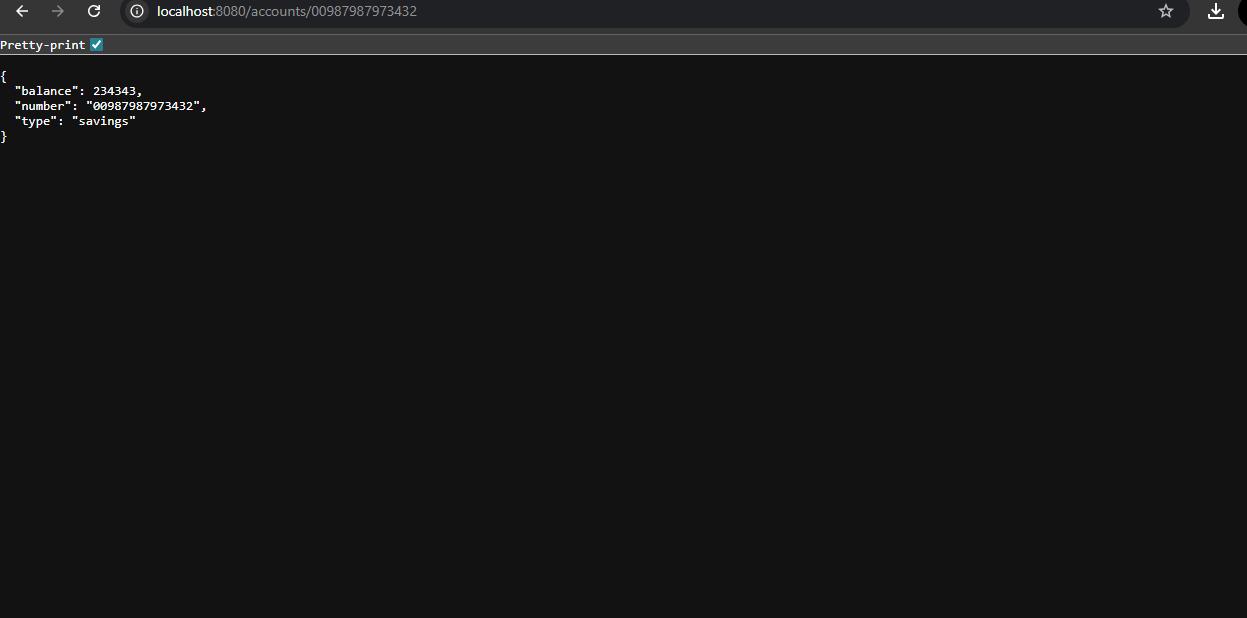 localhost:8080/accounts/00987987973432
Pretty-print
{
"balance": 234343,
"number": "00987987973432",
"type": "savings"
}